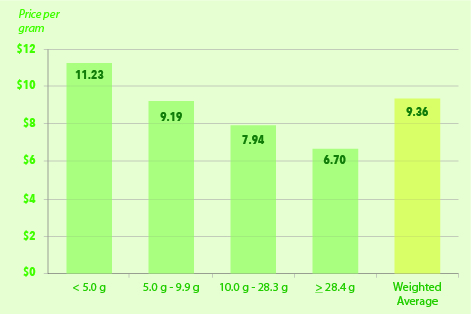 Price per
gram
$12
$10
$8
$6
$4
$2
$0
11.23
9.19
7.94
6.70
9.36
< 5.0 g
5.0 g - 9.9 g
10.0 g - 28.3 g
≥ 28.4 g
Weighted
Average